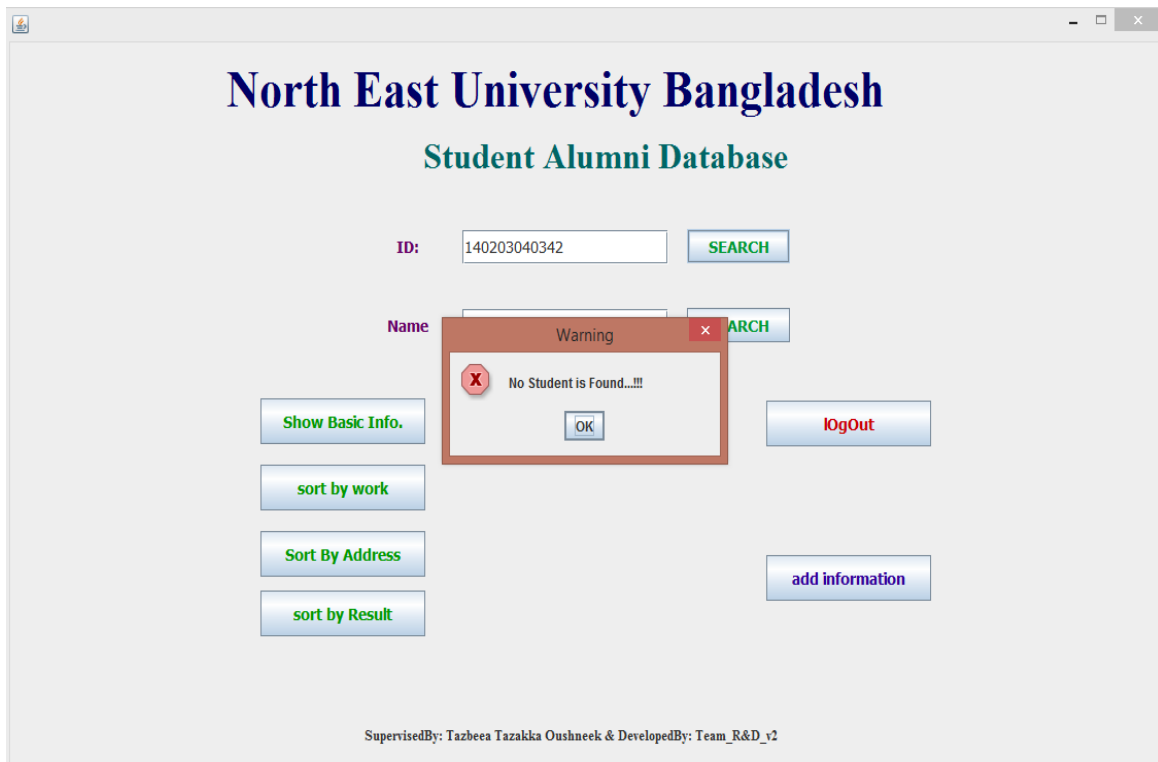 North East University Bangladesh
Student Alumni Database
ID: 140203040342 SEARCH
Name ARCH
Warning
No Student is Found...!!!
OK
Show Basic Info. lOgOut
sort by work
Sort By Address
add information
sort by Result
SupervisedBy: Tazbeea Tazakka Oushneek & DevelopedBy: Team_R&D_v2